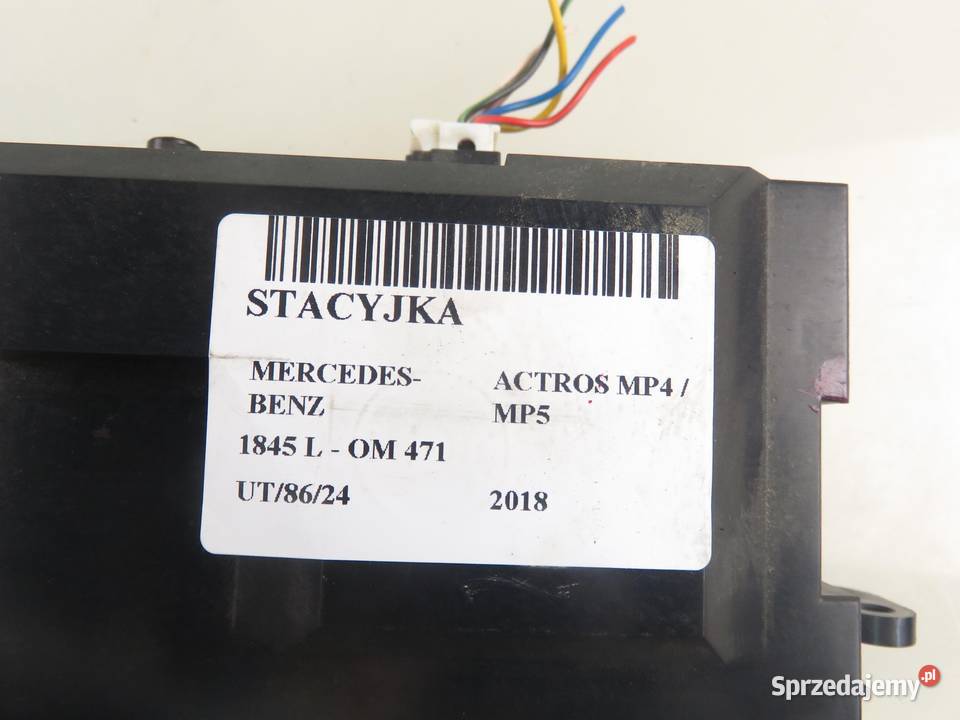 STACYJKA
MERCEDES-
BENZ
ACTROS MP4 /
MP5
1845 L - OM 471
UT/86/24
2018
Sprzedajemy.pl